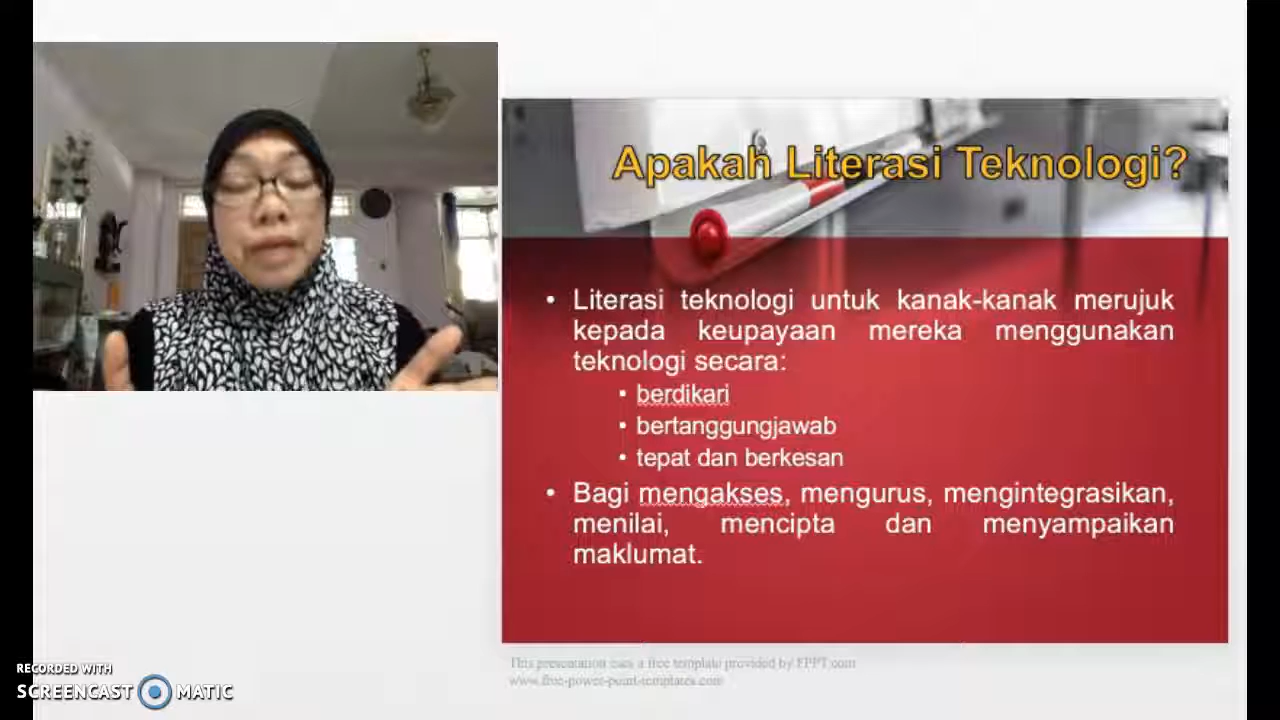 Apakah Literasi Teknologi?
• Literasi teknologi untuk kanak-kanak merujuk
kepada keupayaan mereka menggunakan
teknologi secara:
• berdikari
• bertanggungjawab
• tepat dan berkesan
• Bagi mengakses, mengurus, mengintegrasikan,
menilai, mencipta dan menyampaikan
maklumat.
This presentation uses a free template provided by FPPT.com
www.free-power-point-templates.com
RECORDED WITH
SCREENCAST MATIC